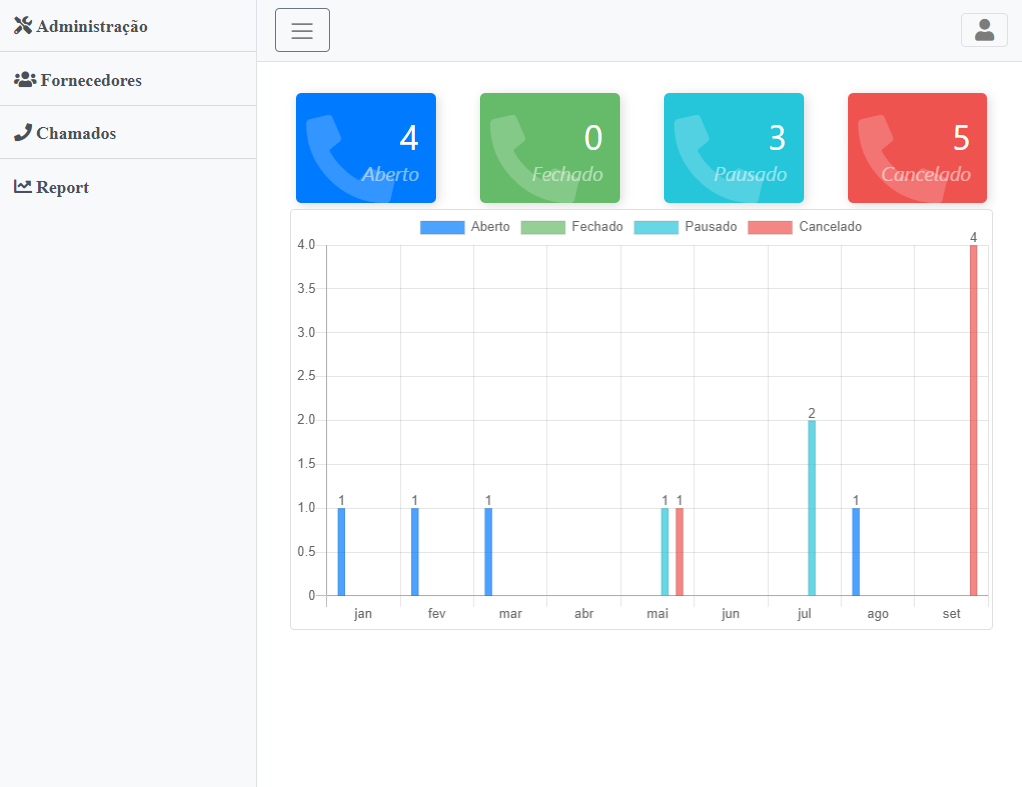 Administração
Fornecedores
Chamados
Report
4 0 3 5
Aberto Fechado Pausado Cancelado
Aberto Fechado Pausado Cancelado
4
4.0
3.5
3.0
2.5
2
2.0
1.5
1 1 1 1 1 1
1.0
0.5
0
jan fev mar abr mai jun jul ago set